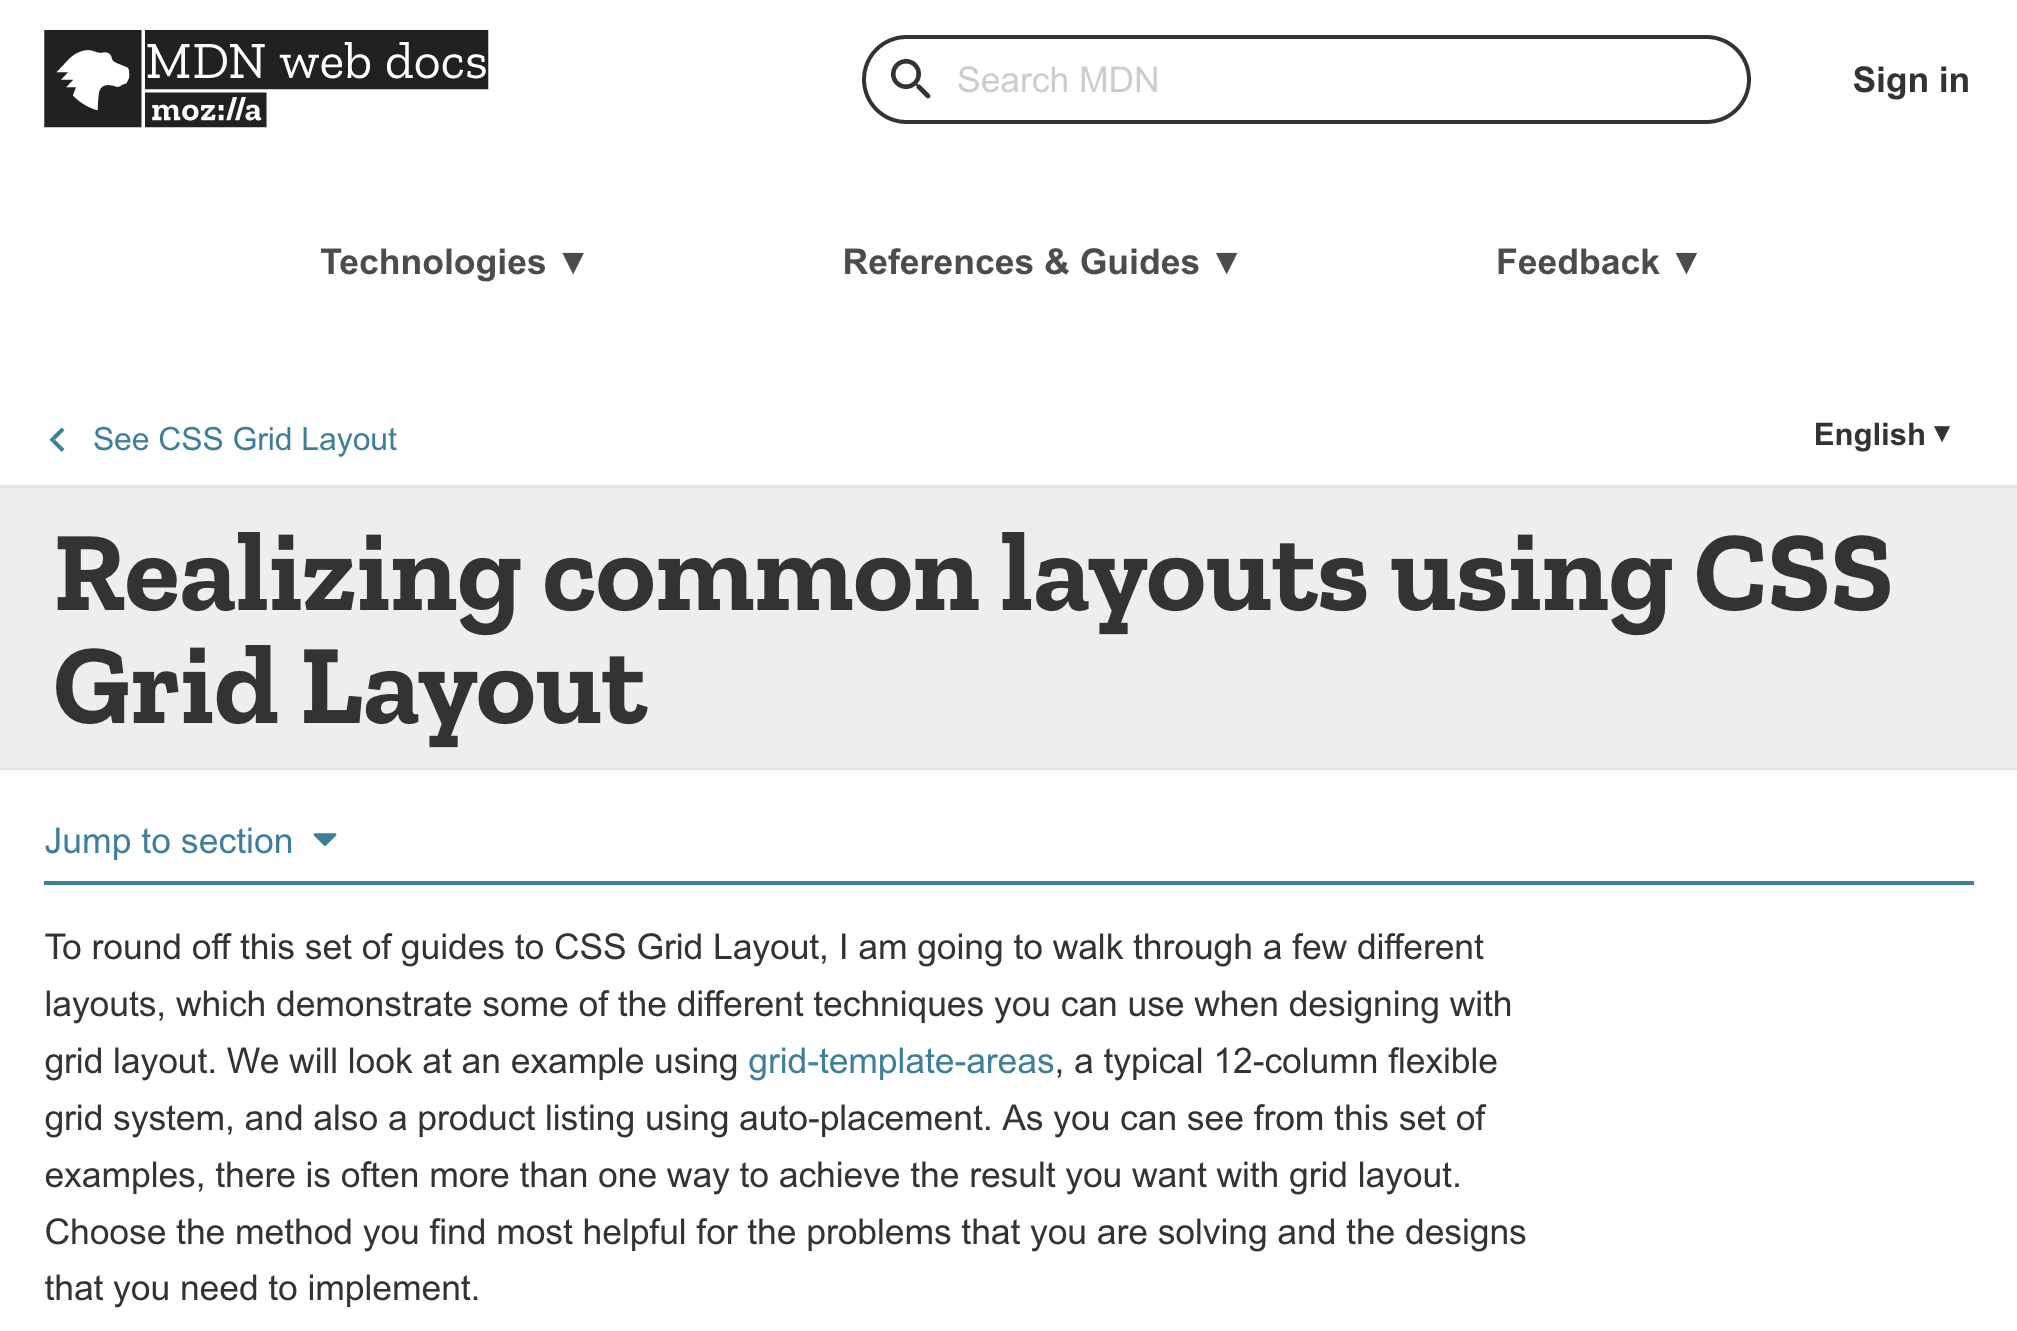 MDN web docs
moz://a
Search MDN
Sign in
Technologies ▼
References & Guides ▼
Feedback ▼
See CSS Grid Layout
English ▼
Realizing common layouts using CSS
Grid Layout
Jump to section
To round off this set of guides to CSS Grid Layout, I am going to walk through a few different
layouts, which demonstrate some of the different techniques you can use when designing with
grid layout. We will look at an example using grid-template-areas, a typical 12-column flexible
grid system, and also a product listing using auto-placement. As you can see from this set of
examples, there is often more than one way to achieve the result you want with grid layout.
Choose the method you find most helpful for the problems that you are solving and the designs
that you need to implement.